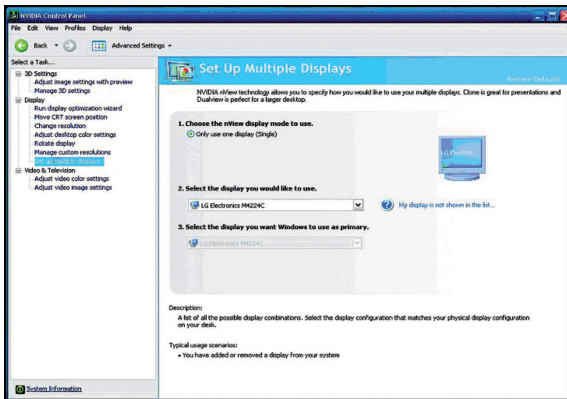 NVIDIA Control Panel
File Edit View Profiles Display Help
Back Advanced Settings
Select a Task...
3D Settings
Adjust image settings with preview
Manage 3D settings
Display
Run display optimization wizard
Move CRT screen position
Change resolution
Adjust desktop color settings
Rotate display
Manage custom resolutions
Set up multiple displays
Video & Television
Adjust video color settings
Adjust video image settings
System Information
Set Up Multiple Displays
Restore Defaults
NVIDIA nView technology allows you to specify how you would like to use your multiple displays. Clone is great for presentations and
Dualview is perfect for a larger desktop.
1. Choose the nView display mode to use.
Only use one display (Single)
LG Electron...
2. Select the display you would like to use.
LG Electronics M4224C
My display is not shown in the list...
3. Select the display you want Windows to use as primary.
LG Electronics M4224C
Description:
A list of all the possible display combinations. Select the display configuration that matches your physical display configuration
on your desk.
Typical usage scenarios:
• You have added or removed a display from your system